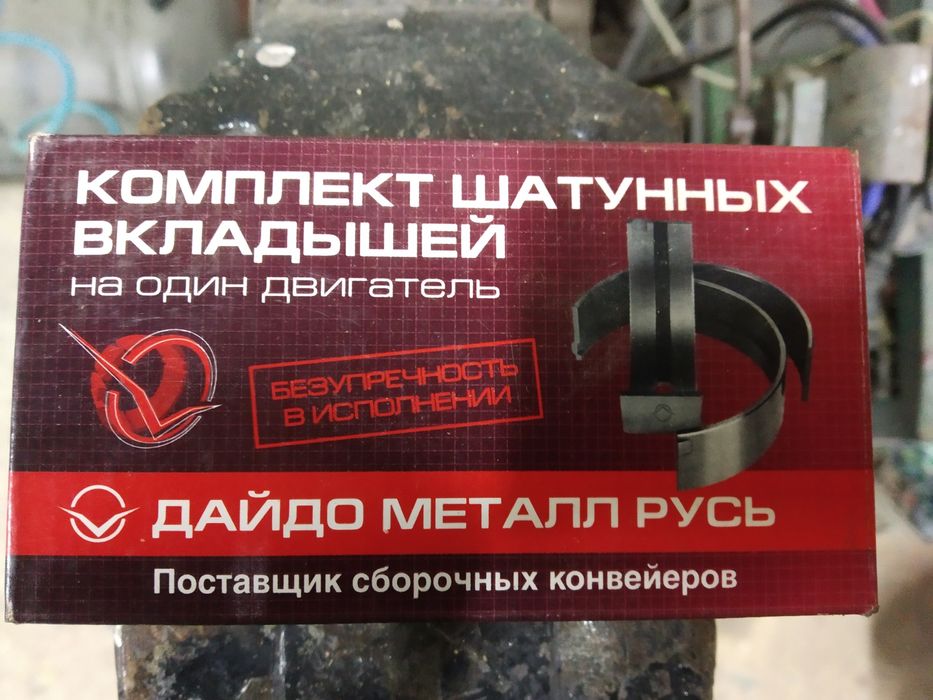 КОМПЛЕКТ ШАТУННЫХ
ВКЛАДЫШЕЙ
НА ОДИН ДВИГАТЕЛЬ
БЕЗУПРЕЧНОСТЬ
В ИСПОЛНЕНИИ
ДАЙДО МЕТАЛЛ РУСЬ
Поставщик сборочных конвейеров